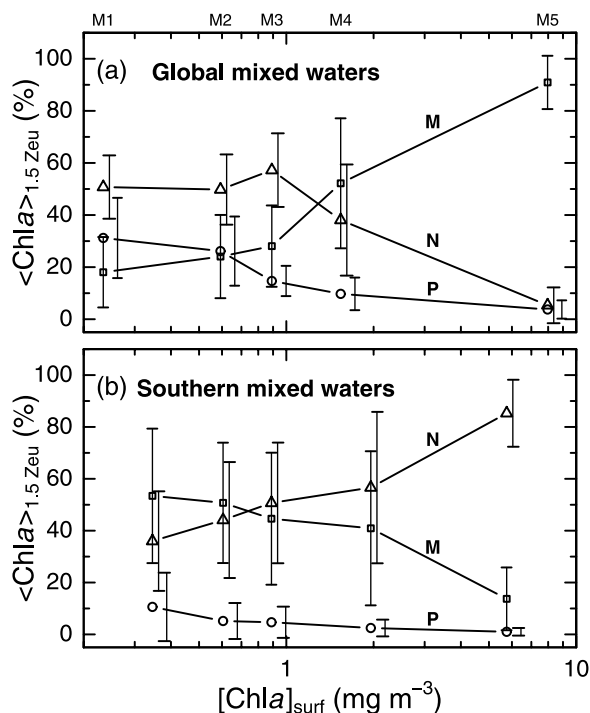 M1 M2 M3 M4 M5
(a) Global mixed waters
<Chla>1.5 Zeu (%)
100
80
60
40
20
0
M
N
P
(b) Southern mixed waters
<Chla>1.5 Zeu (%)
100
80
60
40
20
0
N
M
P
1 10
[Chla]surf (mg m−3)